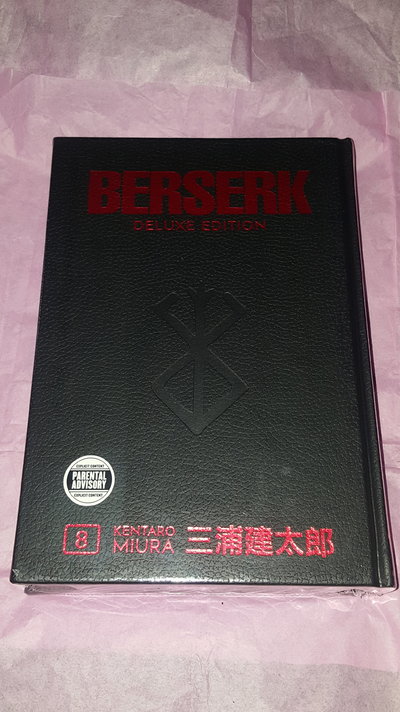 BERSERK
DELUXE EDITION
EXPLICIT CONTENT
PARENTAL
ADVISORY
EXPLICIT CONTENT
8
KENTARO
MIURA
三浦建太郎